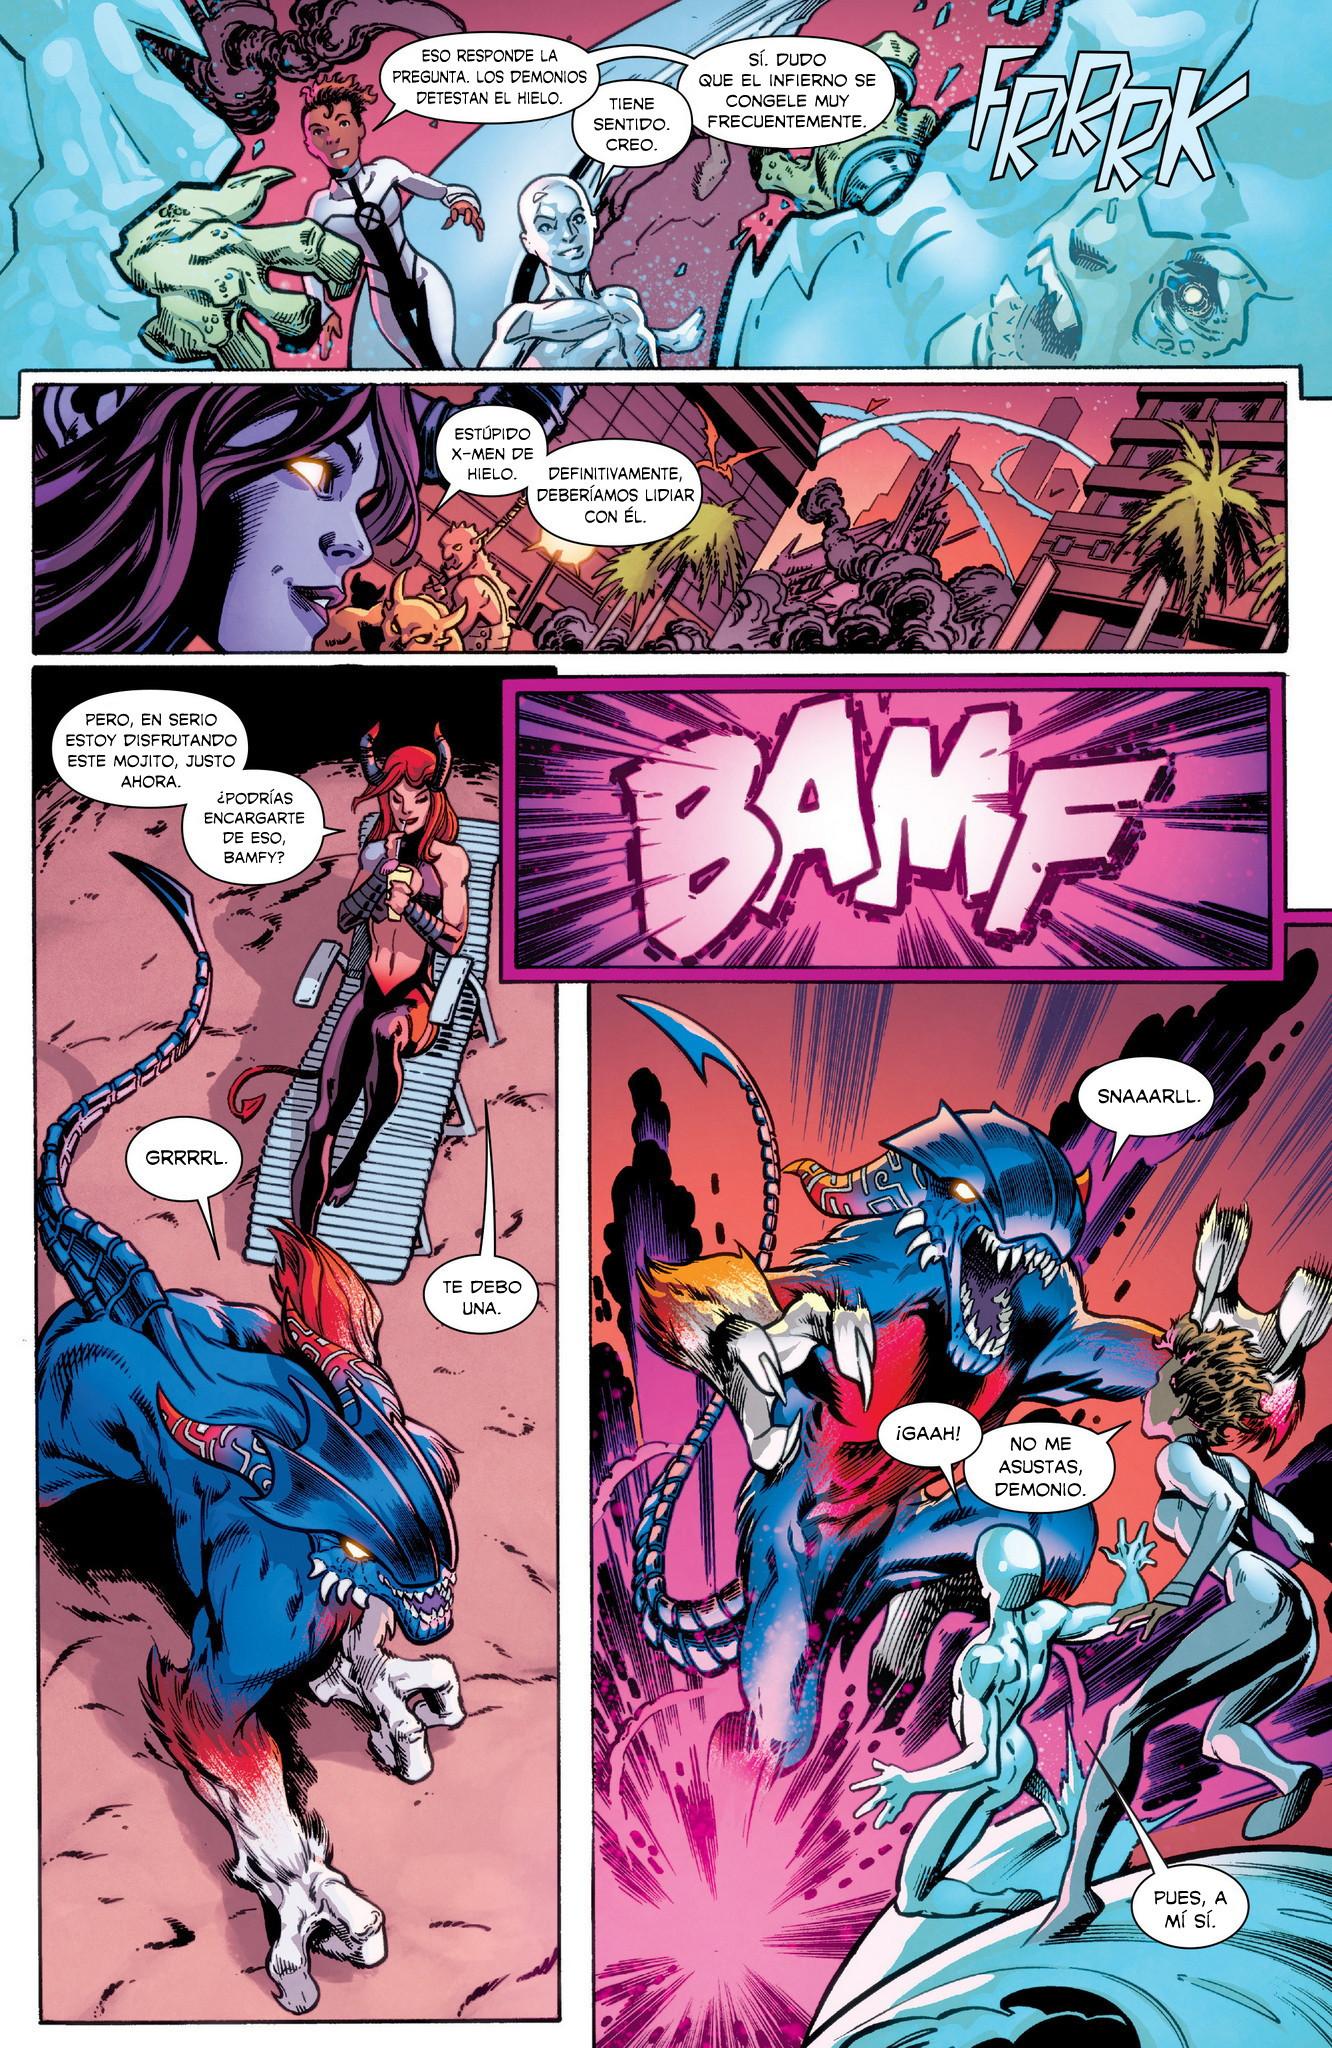 ESO RESPONDE LA
PREGUNTA. LOS DEMONIOS
DETESTAN EL HIELO.
TIENE
SENTIDO.
CREO.
SÍ. DUDO
QUE EL INFIERNO SE
CONGELE MUY
FRECUENTEMENTE.
FRRRRK
ESTÚPIDO
X-MEN DE
HIELO.
DEFINITIVAMENTE,
DEBERÍAMOS LIDIAR
CON ÉL.
PERO, EN SERIO
ESTOY DISFRUTANDO
ESTE MOJITO, JUSTO
AHORA.
¿PODRÍAS
ENCARGARTE
DE ESO,
BAMFY?
GRRRRL.
TE DEBO
UNA.
BAMF
SNAAARLL.
¡GAAH!
NO ME
ASUSTAS,
DEMONIO.
PUES, A
MÍ SÍ.